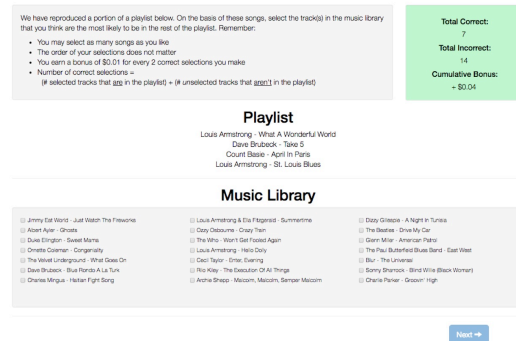 We have reproduced a portion of a playlist below. On the basis of these songs, select the track(s) in the music library
that you think are the most likely to be in the rest of the playlist. Remember:
• You may select as many songs as you like
• The order of your selections does not matter
• You earn a bonus of $0.01 for every 2 correct selections you make
• Number of correct selections =
(# selected tracks that are in the playlist) + (# unselected tracks that aren't in the playlist)
Total Correct:
7
Total Incorrect:
14
Cumulative Bonus:
+ $0.04
Playlist
Louis Armstrong - What A Wonderful World
Dave Brubeck - Take 5
Count Basie - April In Paris
Louis Armstrong - St. Louis Blues
Music Library
Jimmy Eat World - Just Watch The Fireworks
Albert Ayler - Ghosts
Duke Ellington - Sweet Mama
Ornette Coleman - Congeniality
The Velvet Underground - What Goes On
Dave Brubeck - Blue Rondo A La Turk
Charles Mingus - Haitian Fight Song
Louis Armstrong & Ella Fitzgerald - Summertime
Ozzy Osbourne - Crazy Train
The Who - Won't Get Fooled Again
Louis Armstrong - Hello Dolly
Cecil Taylor - Enter, Evening
Rilo Kiley - The Execution Of All Things
Archie Shepp - Malcolm, Malcolm, Semper Malcolm
Dizzy Gillespie - A Night In Tunisia
The Beatles - Drive My Car
Glenn Miller - American Patrol
The Paul Butterfield Blues Band - East West
Blur - The Universal
Sonny Sharrock - Blind Willie (Black Woman)
Charlie Parker - Groovin' High
Next ➔